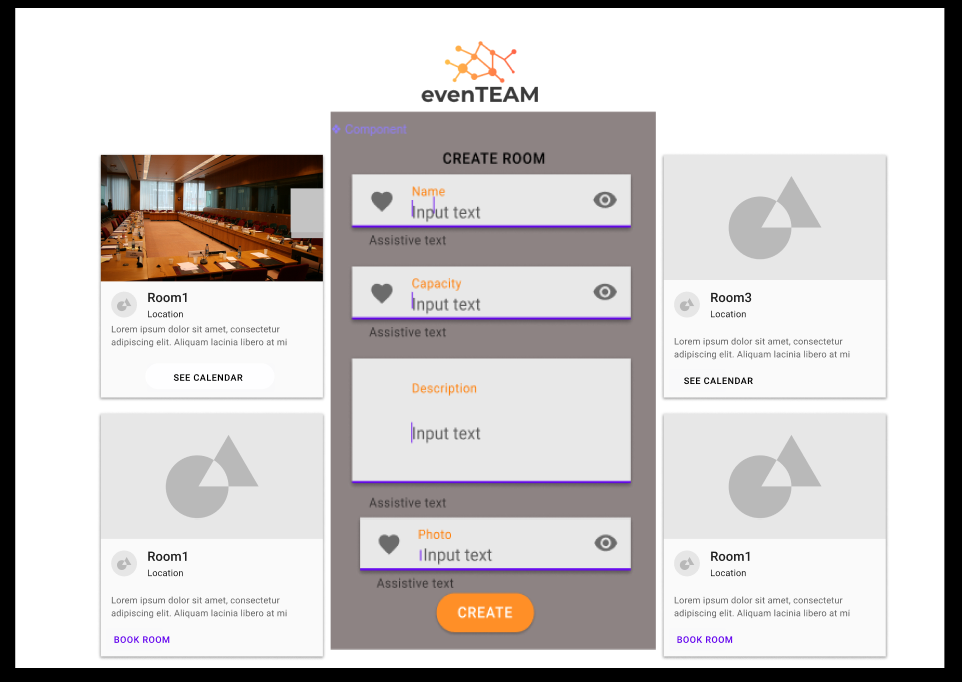 evenTEAM
Component
CREATE ROOM
Name
Input text
Assistive text
Capacity
Input text
Assistive text
Description
Input text
Assistive text
Photo
Input text
Assistive text
CREATE
Room1
Location
Lorem ipsum dolor sit amet, consectetur
adipiscing elit. Aliquam lacinia libero at mi
SEE CALENDAR
Room3
Location
Lorem ipsum dolor sit amet, consectetur
adipiscing elit. Aliquam lacinia libero at mi
SEE CALENDAR
Room1
Location
Lorem ipsum dolor sit amet, consectetur
adipiscing elit. Aliquam lacinia libero at mi
BOOK ROOM
Room1
Location
Lorem ipsum dolor sit amet, consectetur
adipiscing elit. Aliquam lacinia libero at mi
BOOK ROOM